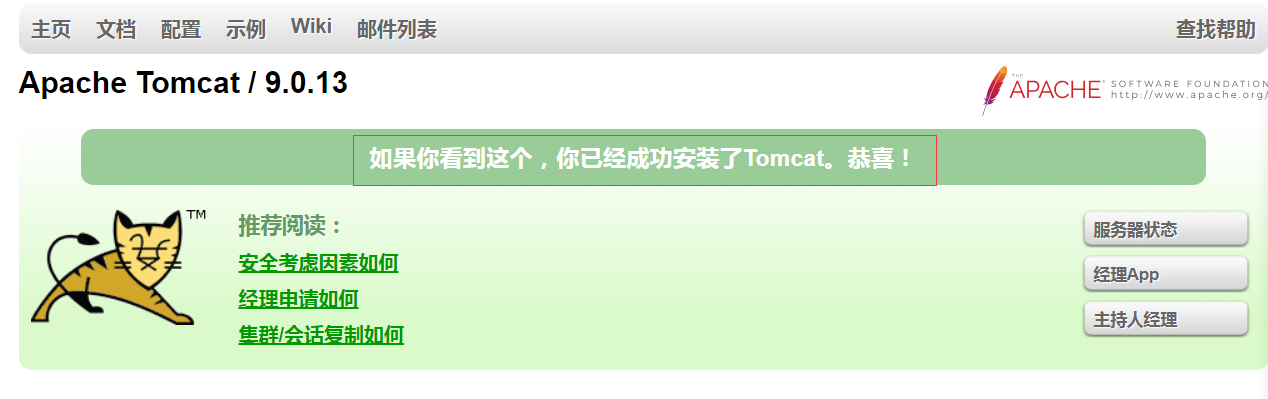 主页 文档 配置 示例 Wiki 邮件列表 查找帮助
Apache Tomcat / 9.0.13
THE APACHE® SOFTWARE FOUNDATION
http://www.apache.org/
如果你看到这个，你已经成功安装了Tomcat。恭喜！
TM
推荐阅读：
安全考虑因素如何
经理申请如何
集群/会话复制如何
服务器状态
经理App
主持人经理